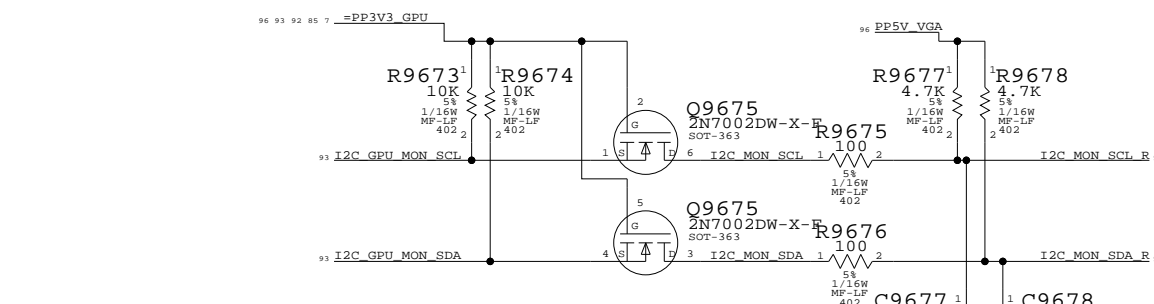 96 93 92 85 7 =PP3V3_GPU
96 PP5V_VGA
R9673 1
10K
5%
1/16W
MF-LF
402
2
1 R9674
10K
5%
1/16W
MF-LF
402
2
2
G
1 S D 6
Q9675
2N7002DW-X-F
SOT-363
R9677 1
4.7K
5%
1/16W
MF-LF
402
2
1 R9678
4.7K
5%
1/16W
MF-LF
402
2
93 I2C_GPU_MON_SCL
I2C_MON_SCL
R9675
100
1 2
5%
1/16W
MF-LF
402
I2C_MON_SCL_R
5
G
4 S D 3
Q9675
2N7002DW-X-F
SOT-363
93 I2C_GPU_MON_SDA
I2C_MON_SDA
R9676
100
1 2
5%
1/16W
MF-LF
402
I2C_MON_SDA_R
C9677 1
1 C9678